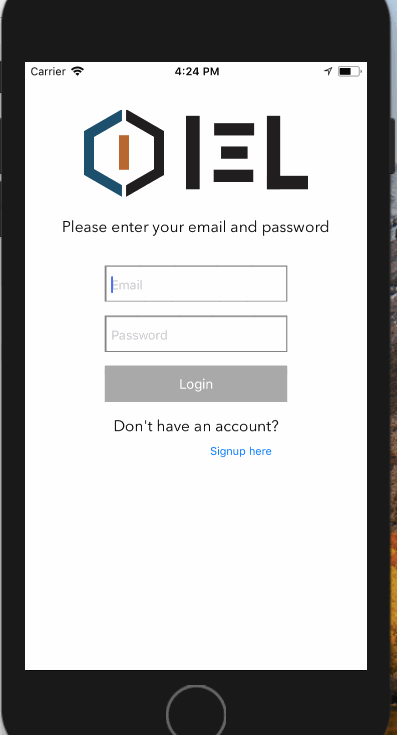 Carrier 4:24 PM
IEL
Please enter your email and password
Email
Password
Login
Don't have an account?
Signup here